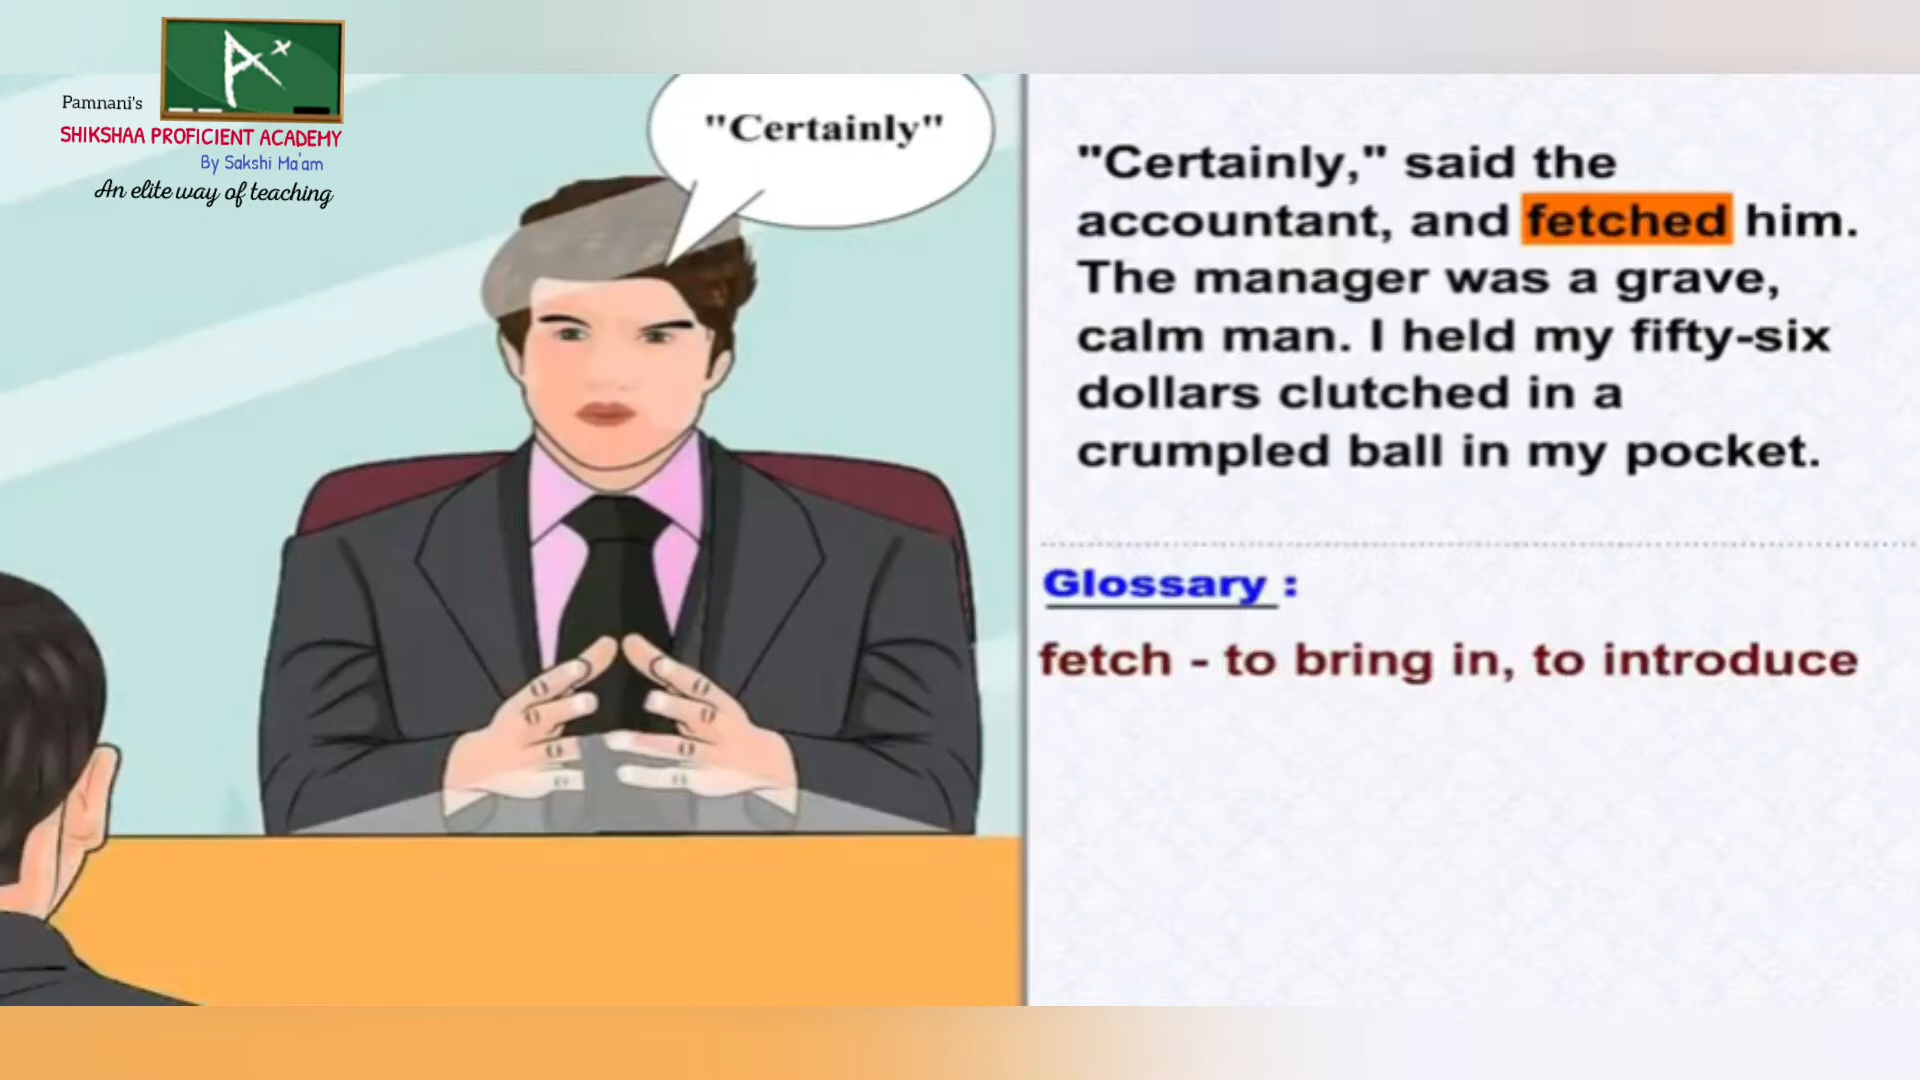 A+
Pamnani's
SHIKSHAA PROFICIENT ACADEMY
By Sakshi Ma'am
An elite way of teaching
"Certainly"
"Certainly," said the
accountant, and fetched him.
The manager was a grave,
calm man. I held my fifty-six
dollars clutched in a
crumpled ball in my pocket.
Glossary :
fetch - to bring in, to introduce